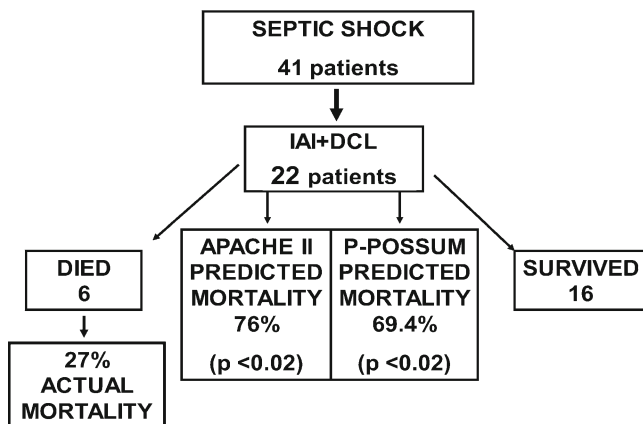 SEPTIC SHOCK
41 patients
IAI+DCL
22 patients
DIED
6
27%
ACTUAL
MORTALITY
APACHE II
PREDICTED
MORTALITY
76%
(p <0.02)
P-POSSUM
PREDICTED
MORTALITY
69.4%
(p <0.02)
SURVIVED
16